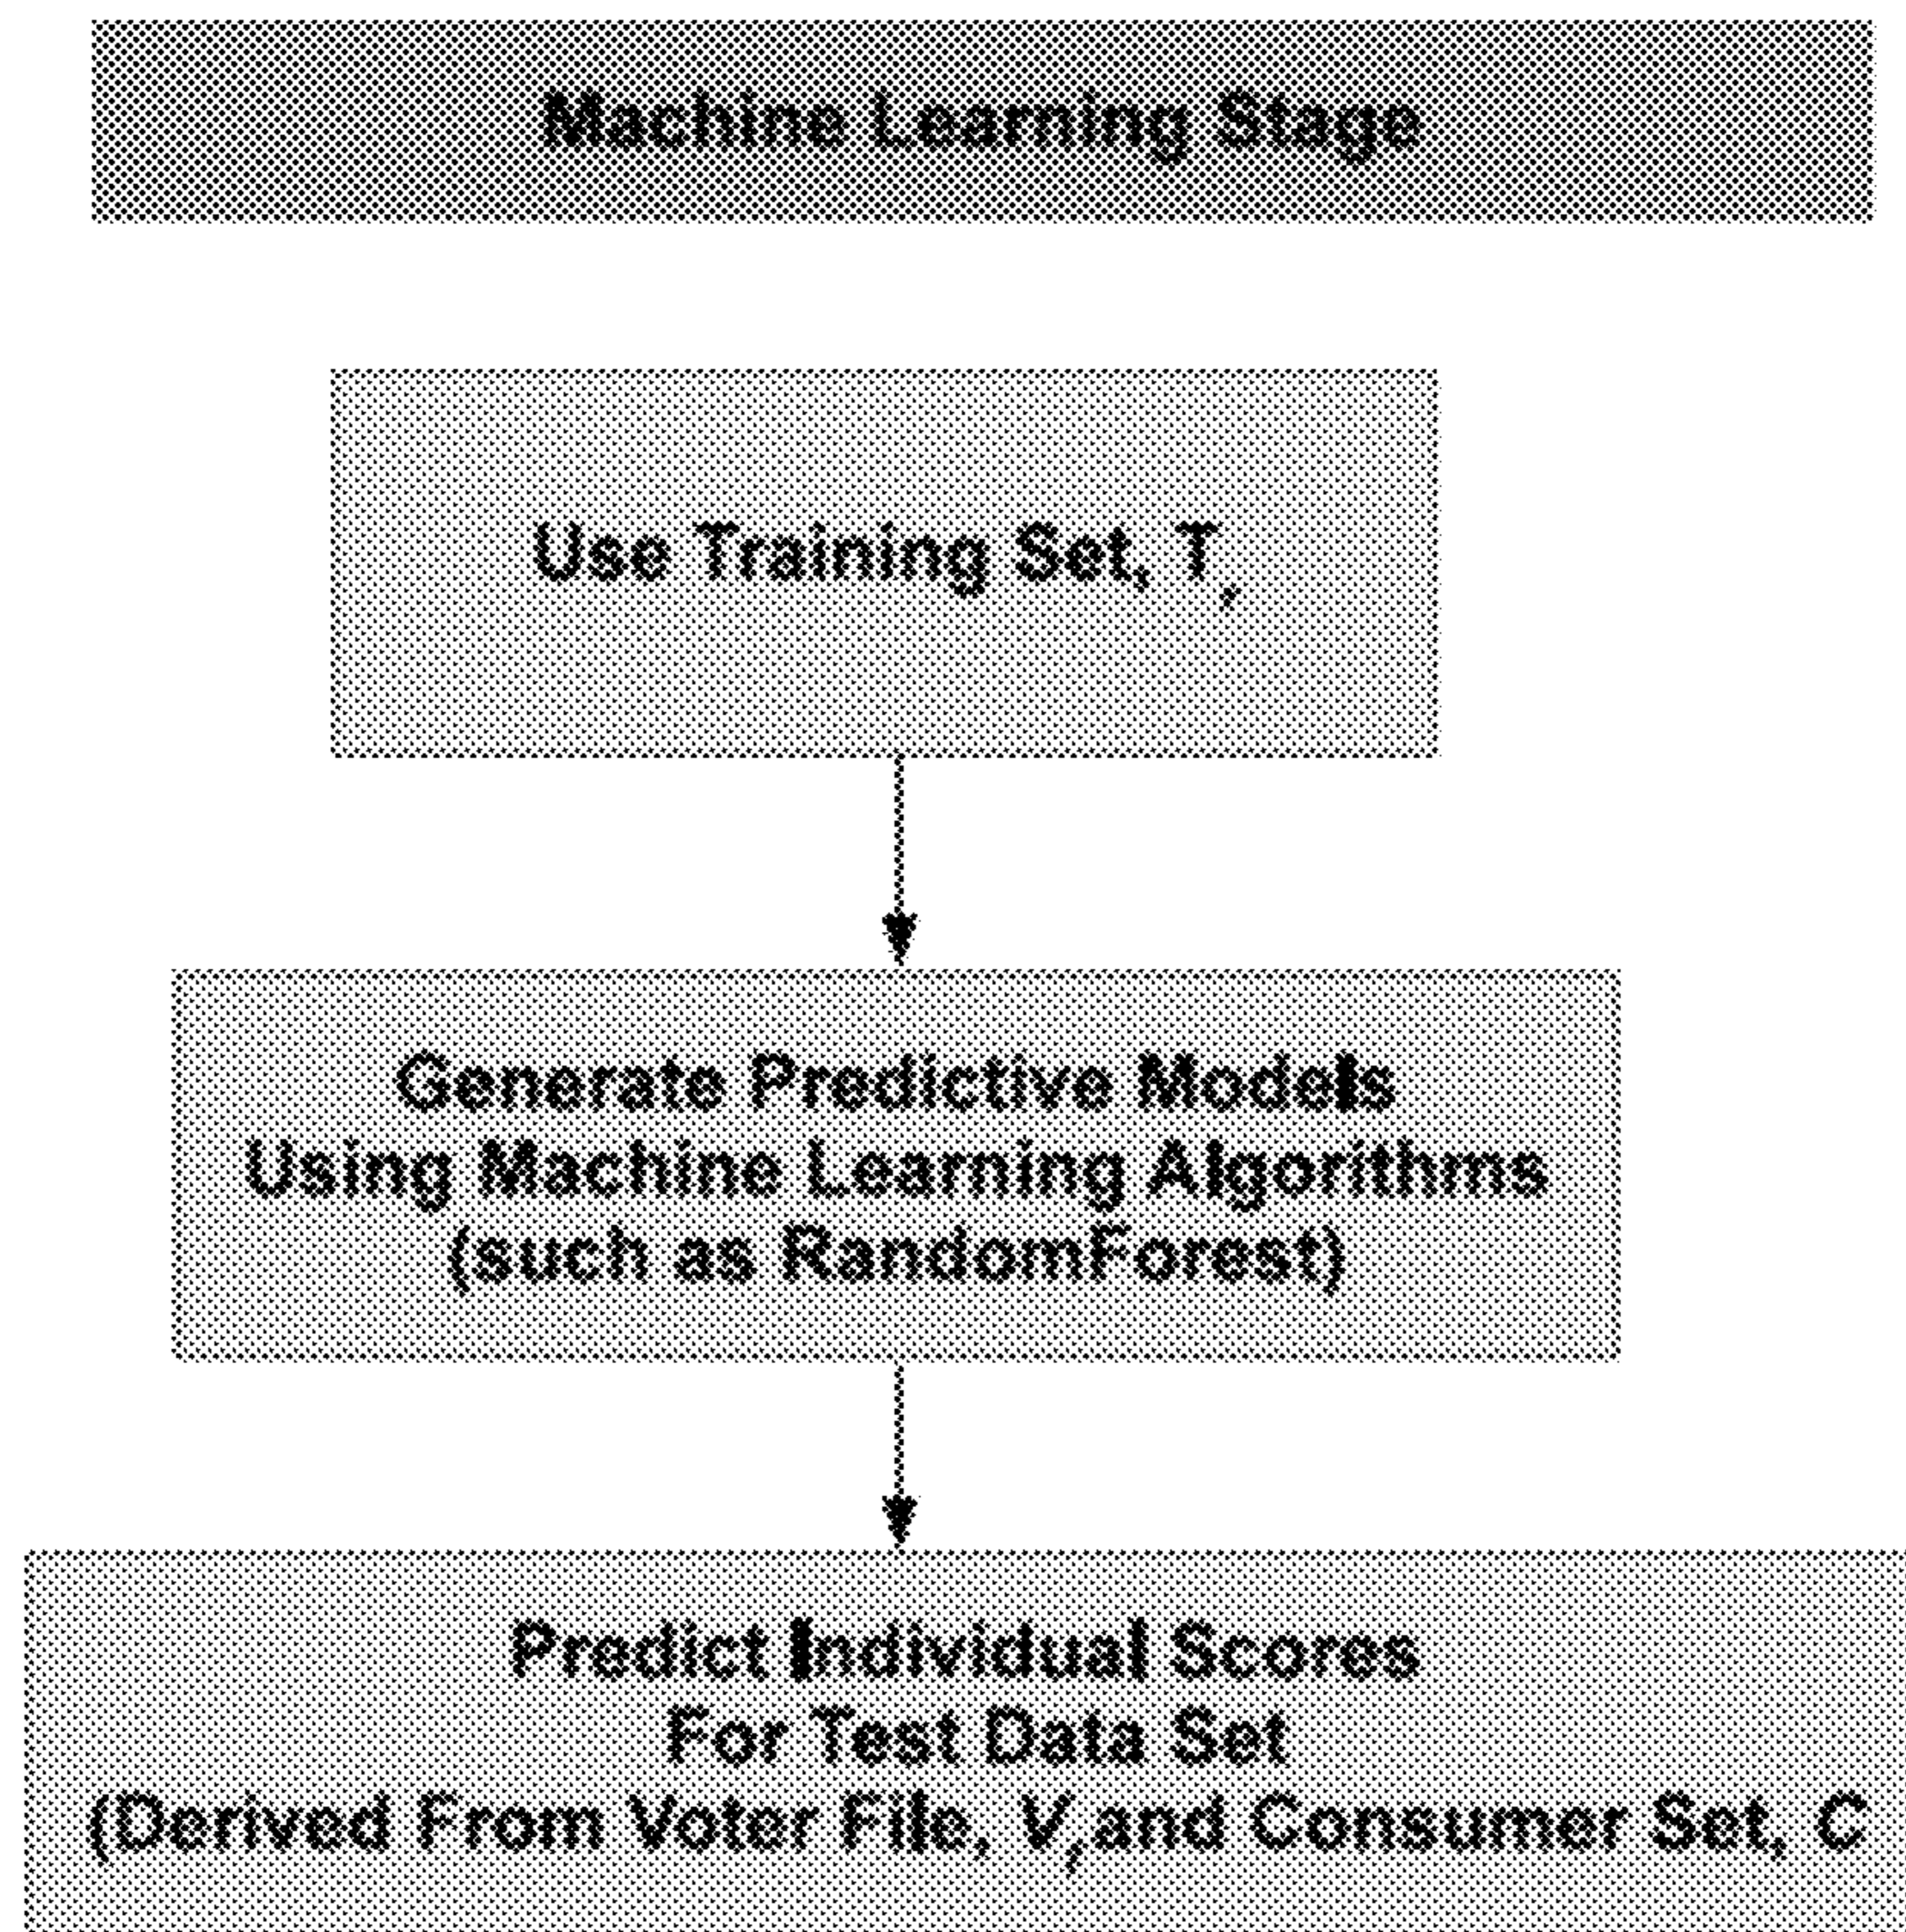 Machine Learning Stage
Use Training Set, T,
Generate Predictive Models
Using Machine Learning Algorithms
(such as RandomForest)
Predict Individual Scores
For Test Data Set
(Derived From Voter File, V,and Consumer Set, C